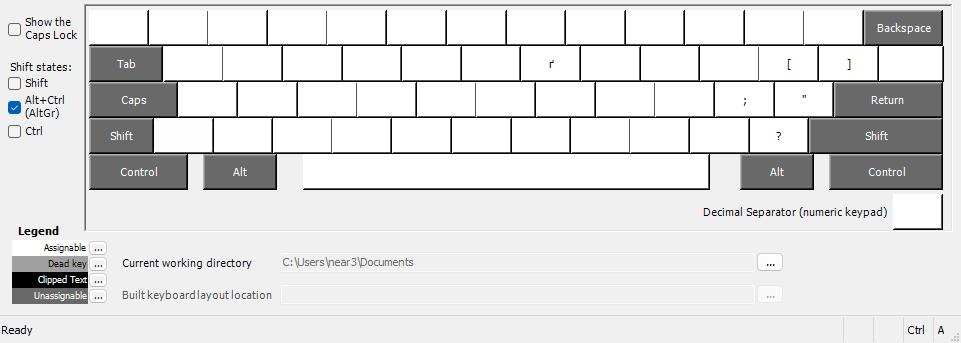 Show the
Caps Lock
Backspace
Shift states:
Tab
ґ
[
]
Shift
Alt+Ctrl
(AltGr)
Caps
;
"
Return
Ctrl
Shift
?
Shift
Control
Alt
Alt
Control
Decimal Separator (numeric keypad)
Legend
Assignable
...
Dead key
...
Current working directory
C:\Users\near3\Documents
...
Clipped Text
...
Unassignable
...
Built keyboard layout location
...
Ready
Ctrl
A